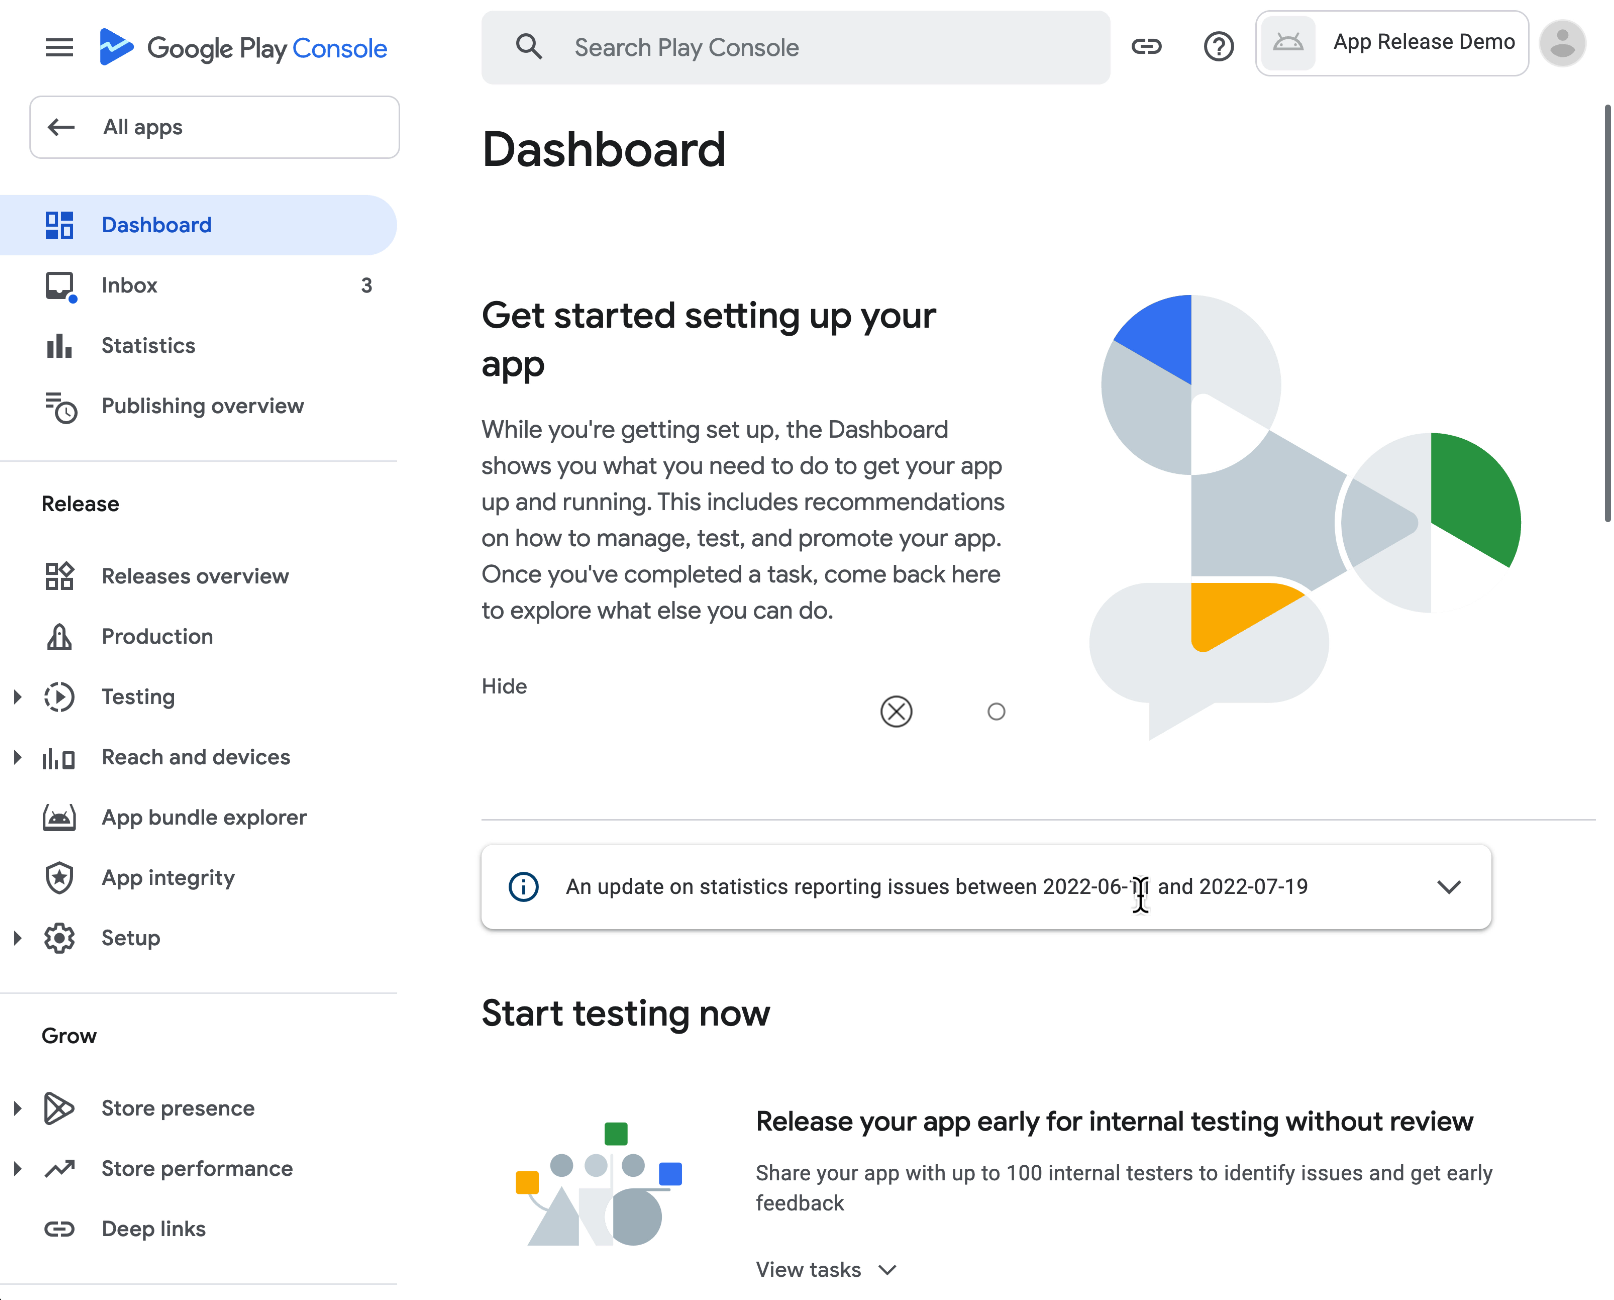 Google Play Console
Search Play Console
App Release Demo
All apps
Dashboard
Inbox 3
Statistics
Publishing overview
Release
Releases overview
Production
Testing
Reach and devices
App bundle explorer
App integrity
Setup
Grow
Store presence
Store performance
Deep links
Dashboard
Get started setting up your
app
While you're getting set up, the Dashboard
shows you what you need to do to get your app
up and running. This includes recommendations
on how to manage, test, and promote your app.
Once you've completed a task, come back here
to explore what else you can do.
Hide
An update on statistics reporting issues between 2022-06-11 and 2022-07-19
Start testing now
Release your app early for internal testing without review
Share your app with up to 100 internal testers to identify issues and get early
feedback
View tasks